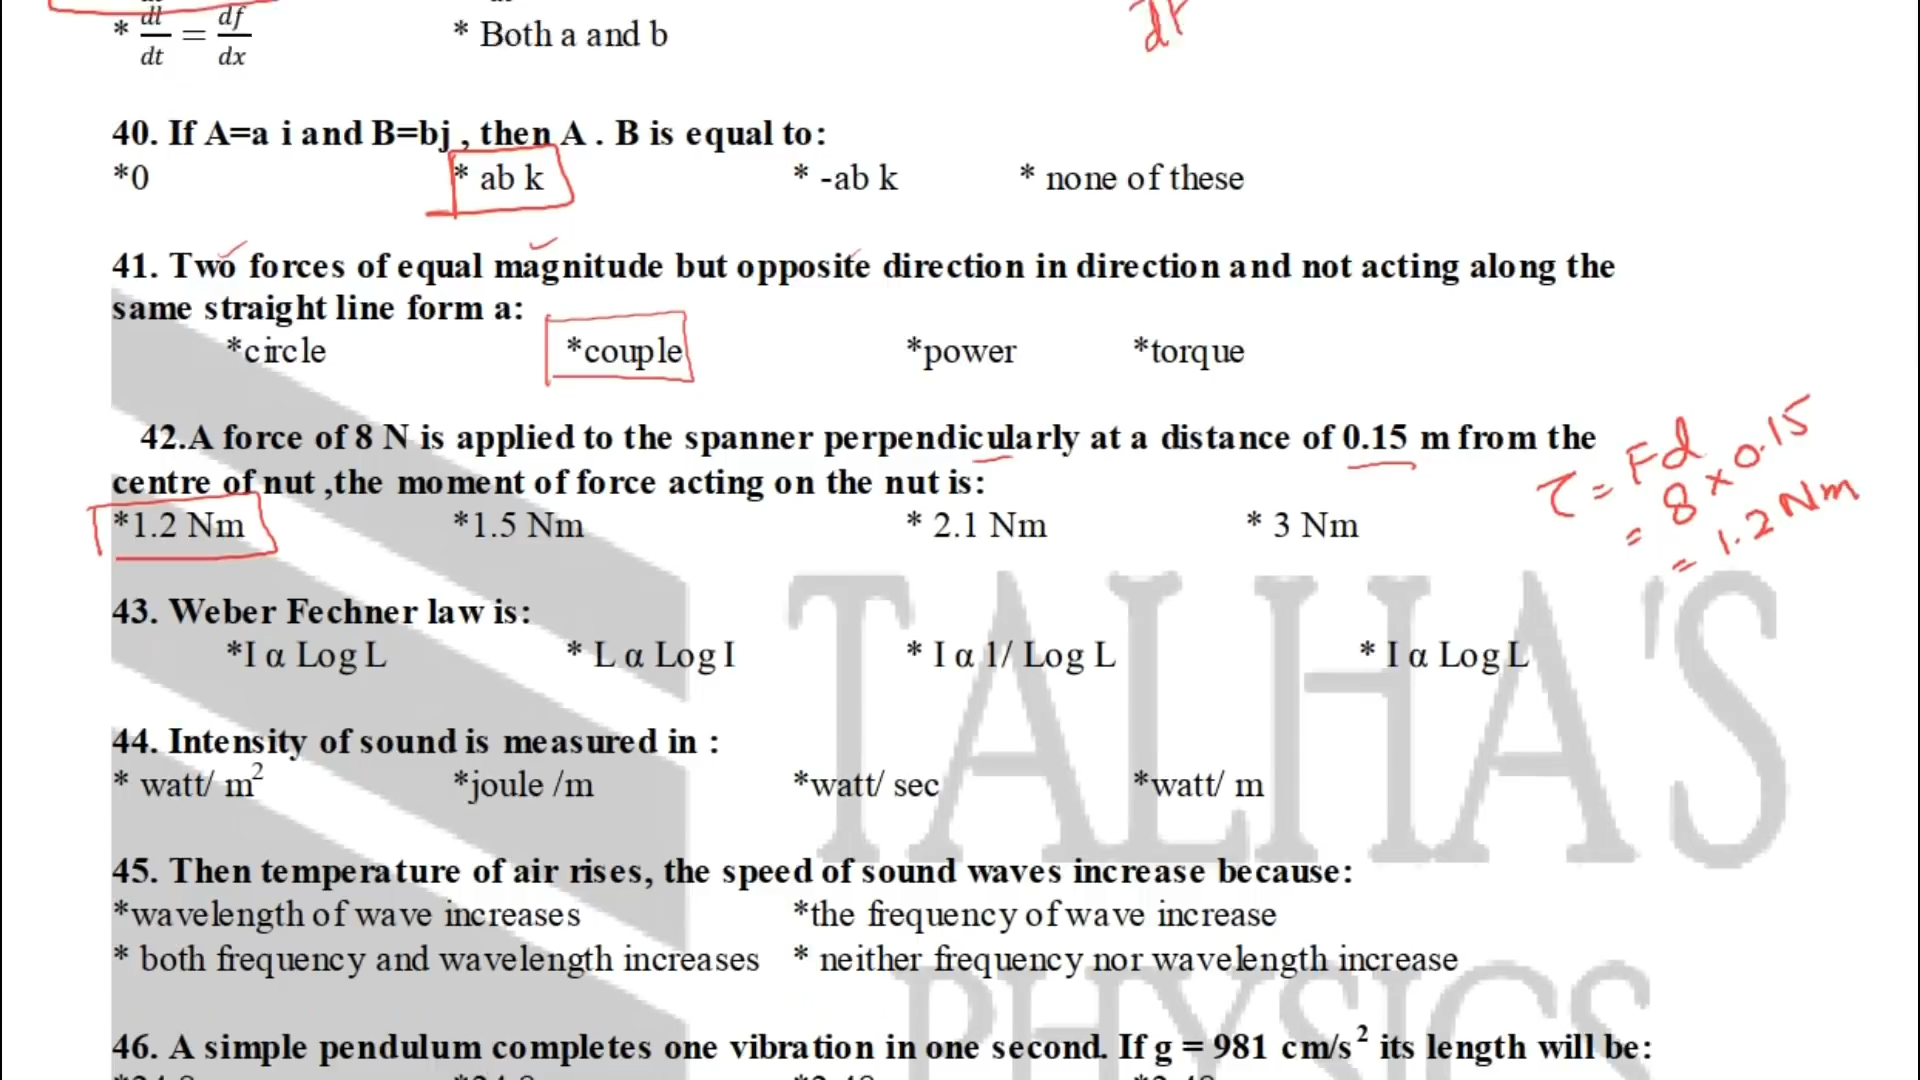 * dl/dt = df/dx * Both a and b
dF
40. If A=a i and B=bj , then A . B is equal to:
*0 * ab k * -ab k * none of these
41. Two forces of equal magnitude but opposite direction in direction and not acting along the
same straight line form a:
*circle *couple *power *torque
42.A force of 8 N is applied to the spanner perpendicularly at a distance of 0.15 m from the
centre of nut ,the moment of force acting on the nut is:
*1.2 Nm *1.5 Nm * 2.1 Nm * 3 Nm
τ = Fd
= 8 × 0.15
= 1.2 Nm
43. Weber Fechner law is:
*I α Log L * L α Log I * I α 1/ Log L * I α Log L
44. Intensity of sound is measured in :
* watt/ m² *joule /m *watt/ sec *watt/ m
45. Then temperature of air rises, the speed of sound waves increase because:
*wavelength of wave increases *the frequency of wave increase
* both frequency and wavelength increases * neither frequency nor wavelength increase
46. A simple pendulum completes one vibration in one second. If g = 981 cm/s² its length will be:
TALHA'S
PHYSICS